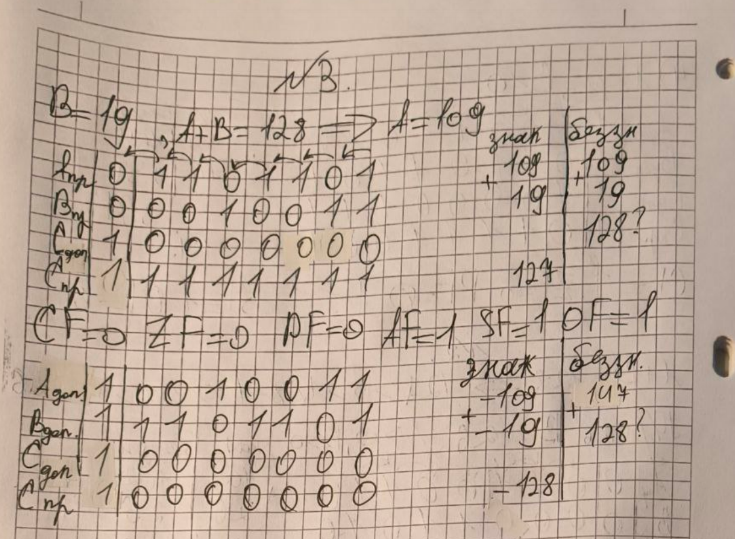 №3.
B=19 A+B=128 => A=109
знак беззн
Aпр 0 1 1 0 1 1 0 1 +109 +109
Bпр 0 0 0 1 0 0 1 1 19 19
Cдоп 1 0 0 0 0 0 0 0 128?
Cпр 1 1 1 1 1 1 1 1 127
CF=0 ZF=0 PF=0 AF=1 SF=1 OF=1
знак беззн.
Aдоп 1 0 0 1 0 0 1 1 + -109 + 147
Bдоп. 1 1 1 0 1 1 0 1 -19 128?
Cдоп 1 0 0 0 0 0 0 0
Cпр 1 0 0 0 0 0 0 0 -128